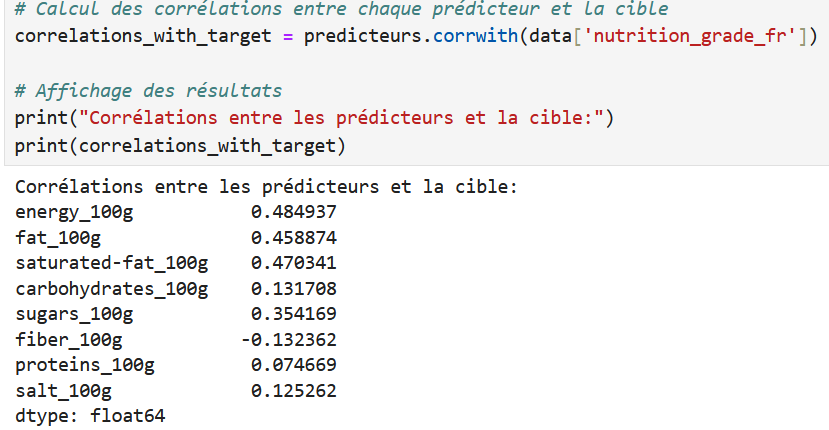 # Calcul des corrélations entre chaque prédicteur et la cible
correlations_with_target = predicteurs.corrwith(data['nutrition_grade_fr'])
# Affichage des résultats
print("Corrélations entre les prédicteurs et la cible:")
print(correlations_with_target)
Corrélations entre les prédicteurs et la cible:
energy_100g           0.484937
fat_100g              0.458874
saturated-fat_100g    0.470341
carbohydrates_100g    0.131708
sugars_100g           0.354169
fiber_100g           -0.132362
proteins_100g         0.074669
salt_100g             0.125262
dtype: float64